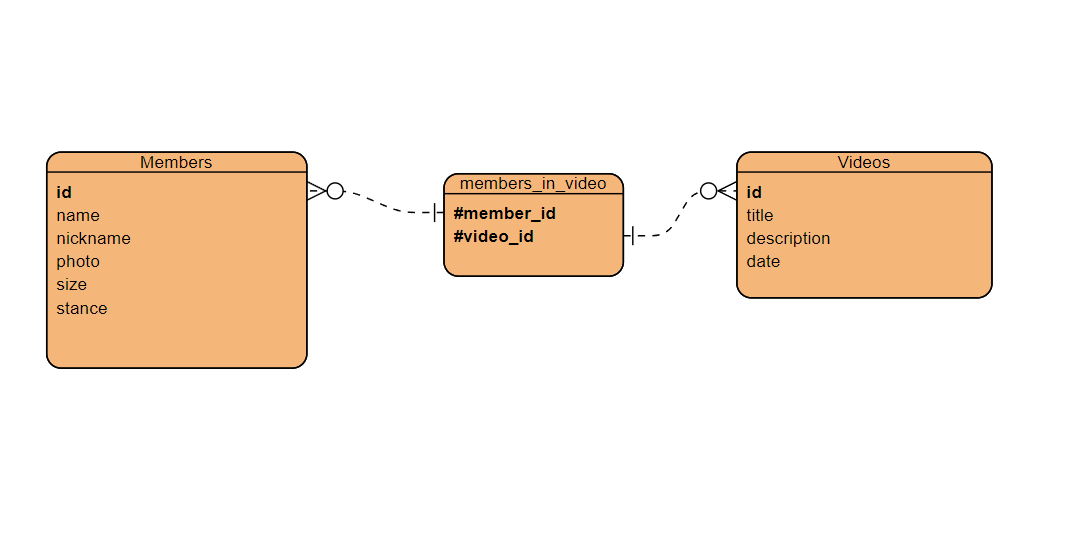 Members
id
name
nickname
photo
size
stance
members_in_video
#member_id
#video_id
Videos
id
title
description
date